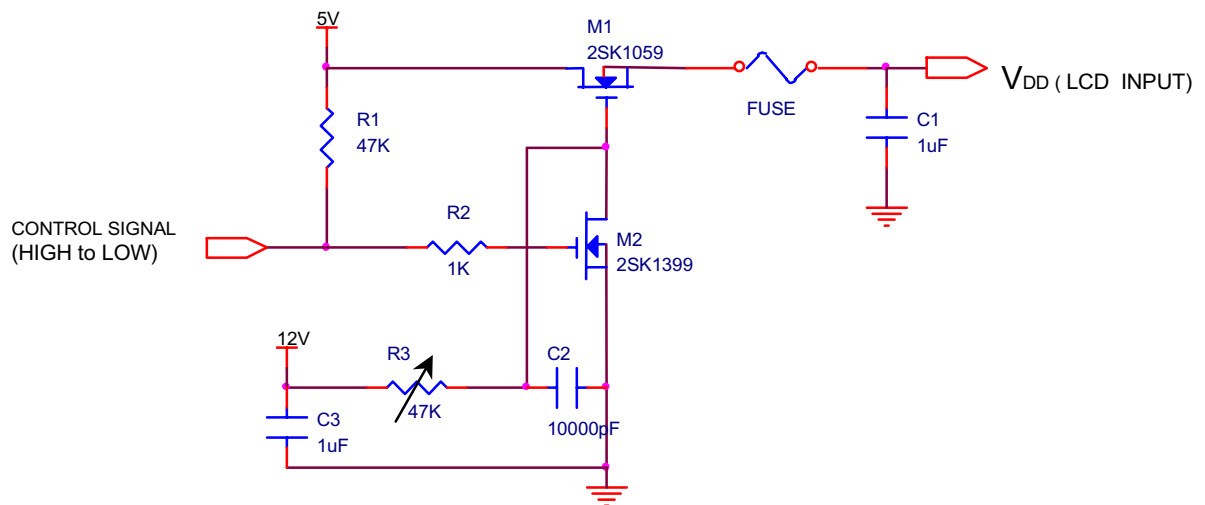 5V
M1
2SK1059
VDD ( LCD INPUT)
FUSE
R1
47K
C1
1uF
CONTROL SIGNAL
(HIGH to LOW)
R2
1K
M2
2SK1399
12V
R3
47K
C2
10000pF
C3
1uF